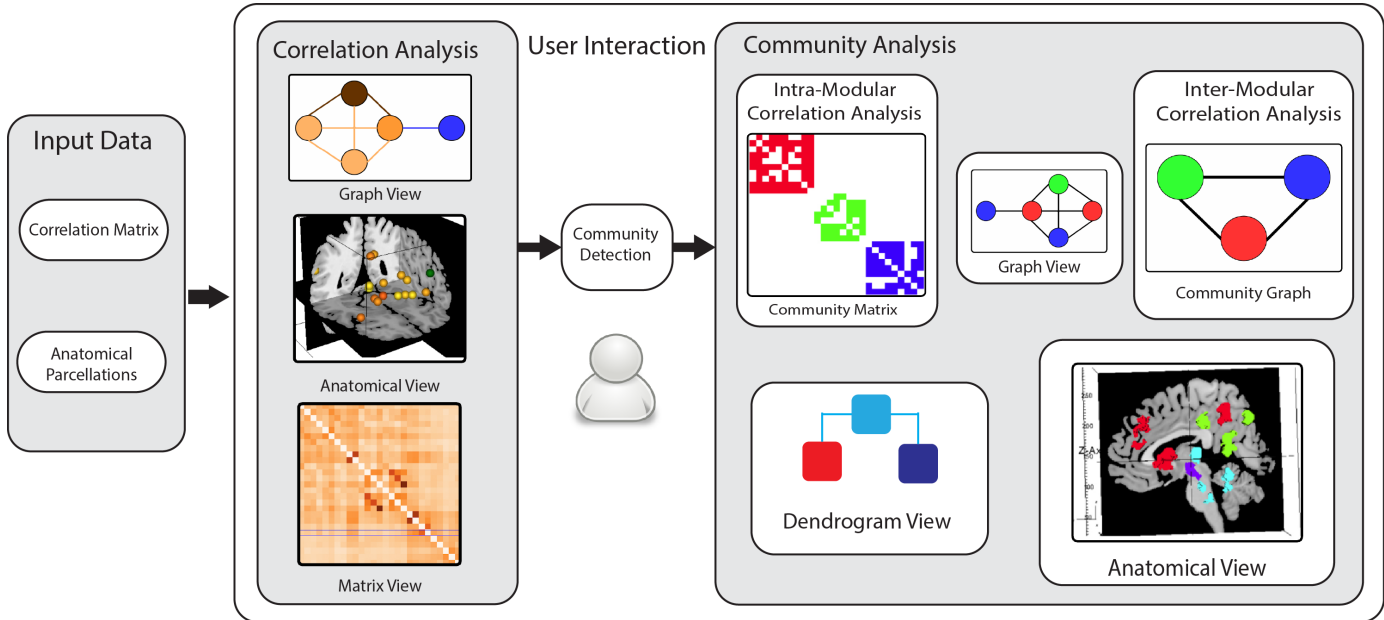 Input Data
Correlation Matrix
Anatomical
Parcellations
Correlation Analysis
Graph View
Anatomical View
Matrix View
User Interaction
Community
Detection
Community Analysis
Intra-Modular
Correlation Analysis
Community Matrix
Graph View
Inter-Modular
Correlation Analysis
Community Graph
Dendrogram View
Z-Ax
Anatomical View